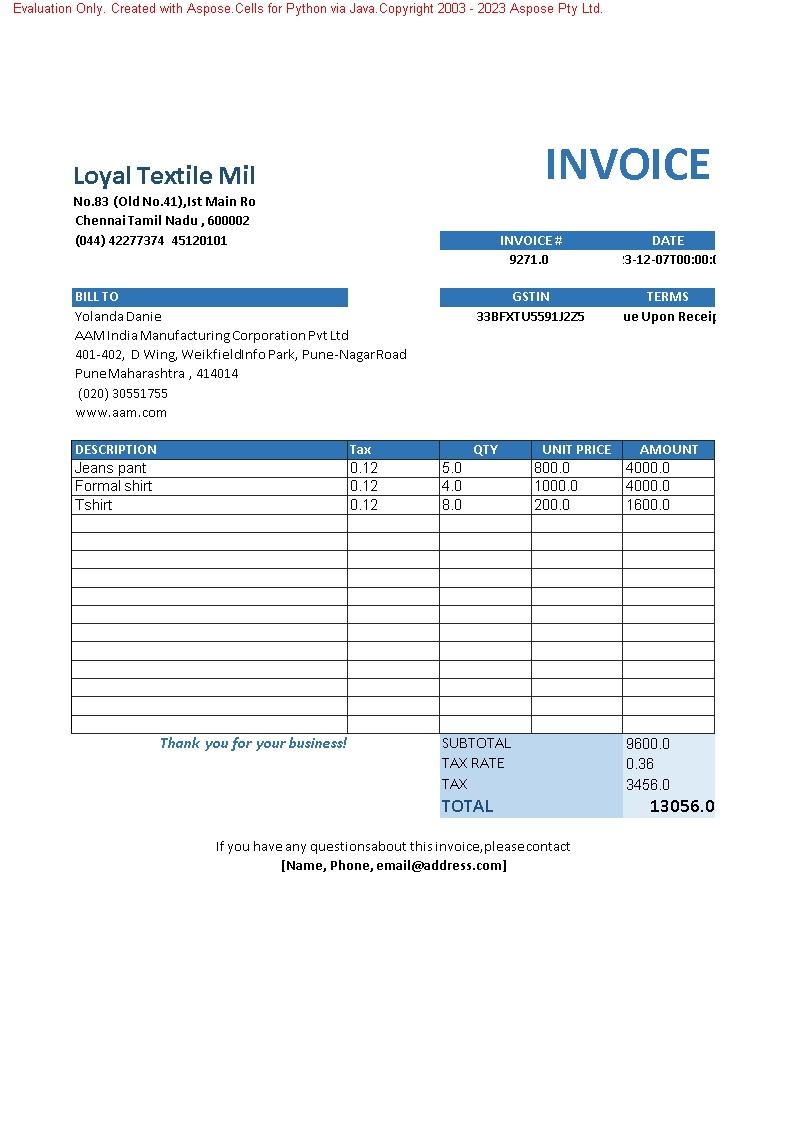 Evaluation Only. Created with Aspose.Cells for Python via Java.Copyright 2003 - 2023 Aspose Pty Ltd.
INVOICE
Loyal Textile Mil
No.83 (Old No.41),Ist Main Ro
Chennai Tamil Nadu , 600002
(044) 42277374 45120101
INVOICE # DATE
9271.0 3-12-07T00:00:0
BILL TO GSTIN TERMS
Yolanda Danie 33BFXTU5591J2Z5 ue Upon Receip
AAM India Manufacturing Corporation Pvt Ltd
401-402, D Wing, Weikfield Info Park, Pune-Nagar Road
Pune Maharashtra , 414014
(020) 30551755
www.aam.com
DESCRIPTION Tax QTY UNIT PRICE AMOUNT
Jeans pant 0.12 5.0 800.0 4000.0
Formal shirt 0.12 4.0 1000.0 4000.0
Tshirt 0.12 8.0 200.0 1600.0
Thank you for your business! SUBTOTAL 9600.0
TAX RATE 0.36
TAX 3456.0
TOTAL 13056.0
If you have any questions about this invoice, please contact
[Name, Phone, email@address.com]